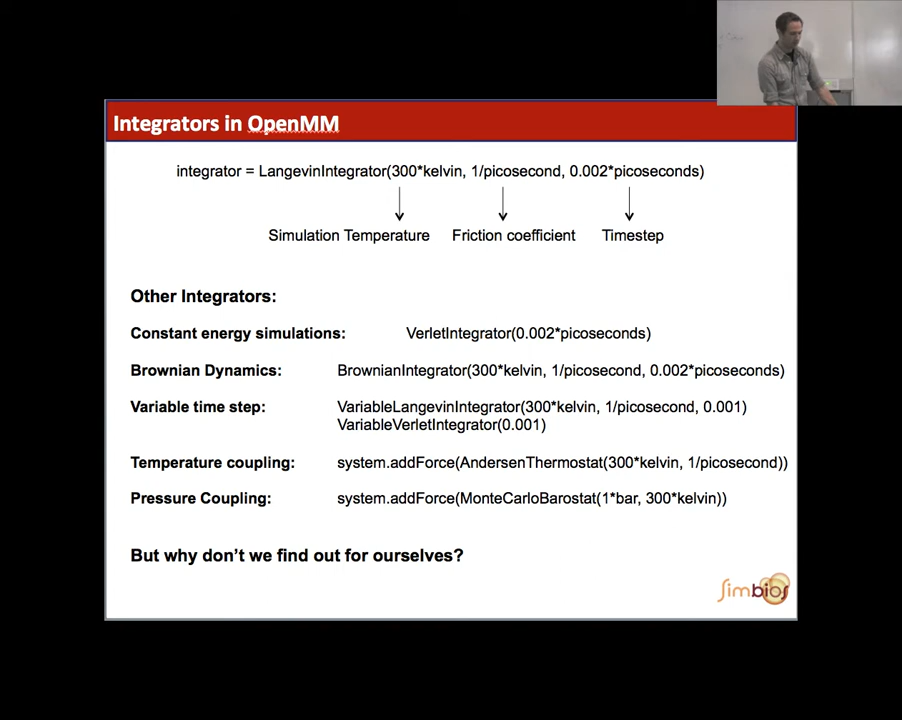 Integrators in OpenMM
integrator = LangevinIntegrator(300*kelvin, 1/picosecond, 0.002*picoseconds)
Simulation Temperature Friction coefficient Timestep
Other Integrators:
Constant energy simulations: VerletIntegrator(0.002*picoseconds)
Brownian Dynamics: BrownianIntegrator(300*kelvin, 1/picosecond, 0.002*picoseconds)
Variable time step: VariableLangevinIntegrator(300*kelvin, 1/picosecond, 0.001)
VariableVerletIntegrator(0.001)
Temperature coupling: system.addForce(AndersenThermostat(300*kelvin, 1/picosecond))
Pressure Coupling: system.addForce(MonteCarloBarostat(1*bar, 300*kelvin))
But why don't we find out for ourselves?
Simbios